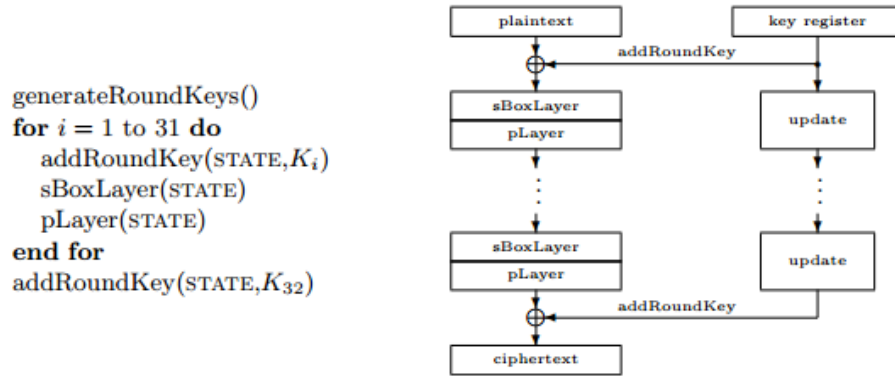 generateRoundKeys()
for i = 1 to 31 do
addRoundKey(STATE,K_i)
sBoxLayer(STATE)
pLayer(STATE)
end for
addRoundKey(STATE,K_32)
plaintext
key register
addRoundKey
sBoxLayer
pLayer
update
sBoxLayer
pLayer
update
addRoundKey
ciphertext